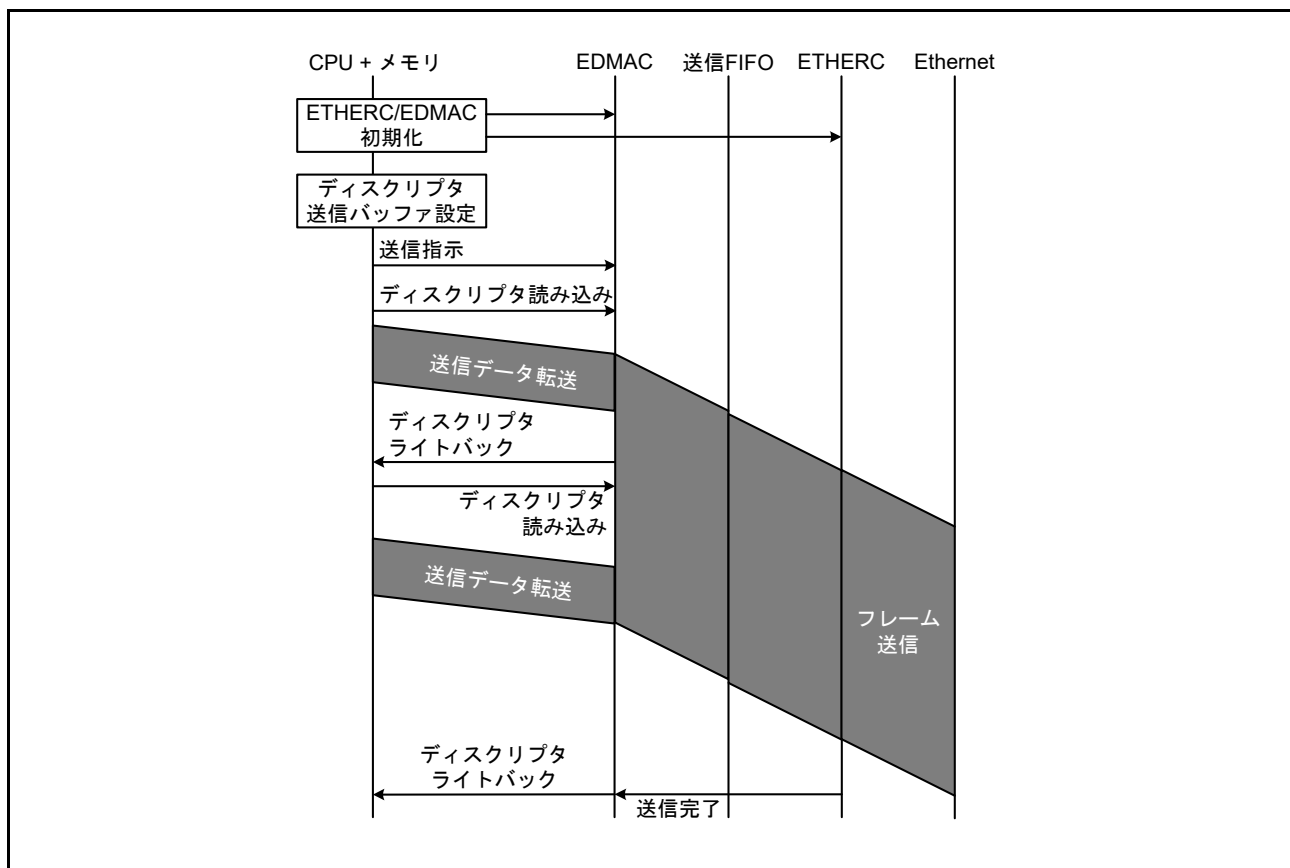 CPU + メモリ
EDMAC
送信FIFO
ETHERC
Ethernet
ETHERC/EDMAC
初期化
ディスクリプタ
送信バッファ設定
送信指示
ディスクリプタ読み込み
送信データ転送
ディスクリプタ
ライトバック
ディスクリプタ
読み込み
送信データ転送
フレーム
送信
ディスクリプタ
ライトバック
送信完了